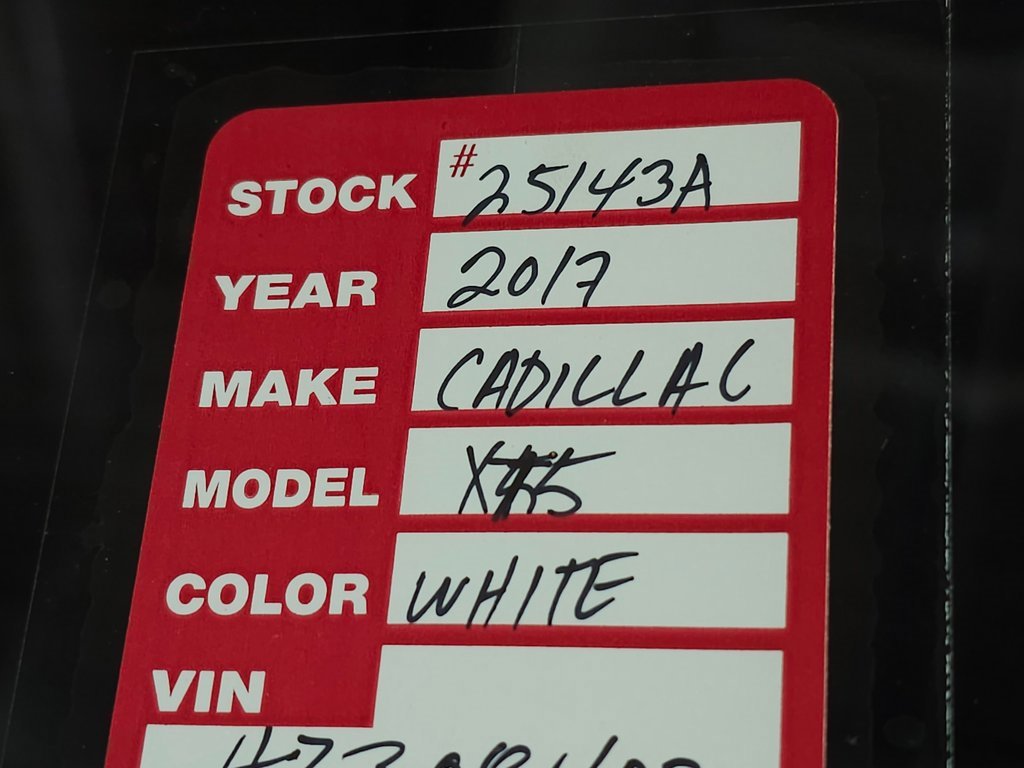 STOCK #25143A
YEAR 2017
MAKE CADILLAC
MODEL
COLOR WHITE
VIN